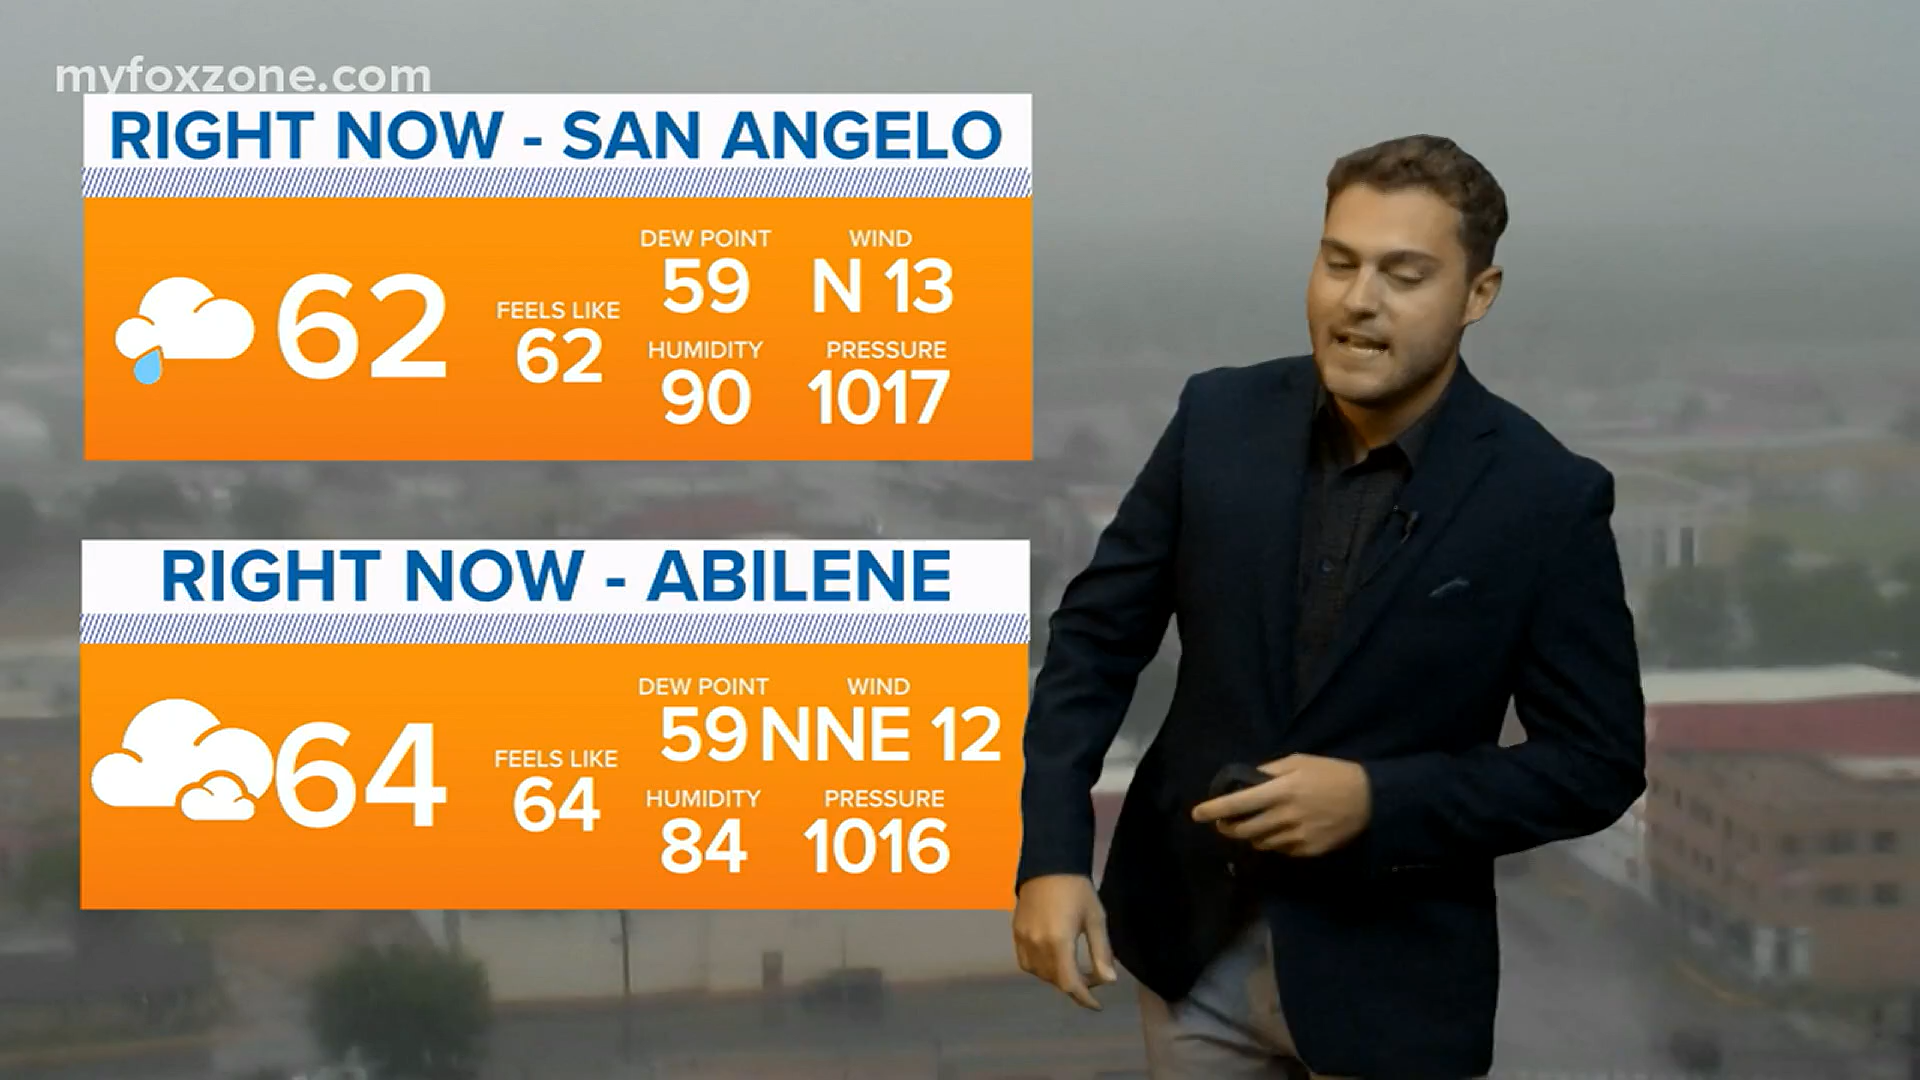 myfoxzone.com
RIGHT NOW - SAN ANGELO
62
FEELS LIKE
62
DEW POINT
59
WIND
N 13
HUMIDITY
90
PRESSURE
1017
RIGHT NOW - ABILENE
64
FEELS LIKE
64
DEW POINT
59
WIND
NNE 12
HUMIDITY
84
PRESSURE
1016